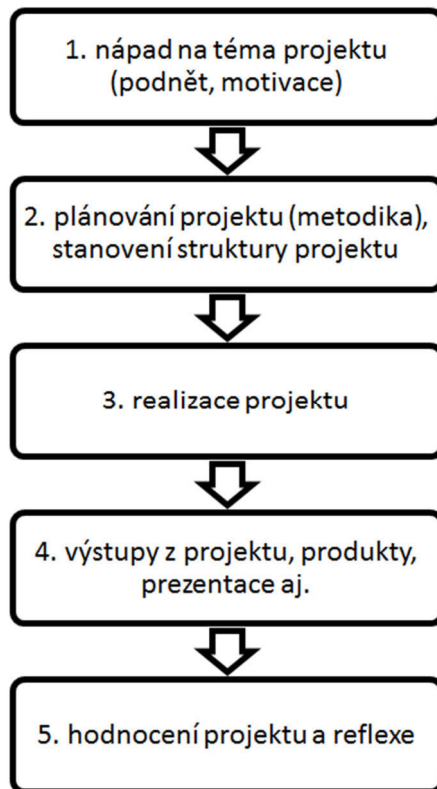 1. nápad na téma projektu
(podnět, motivace)
2. plánování projektu (metodika),
stanovení struktury projektu
3. realizace projektu
4. výstupy z projektu, produkty,
prezentace aj.
5. hodnocení projektu a reflexe